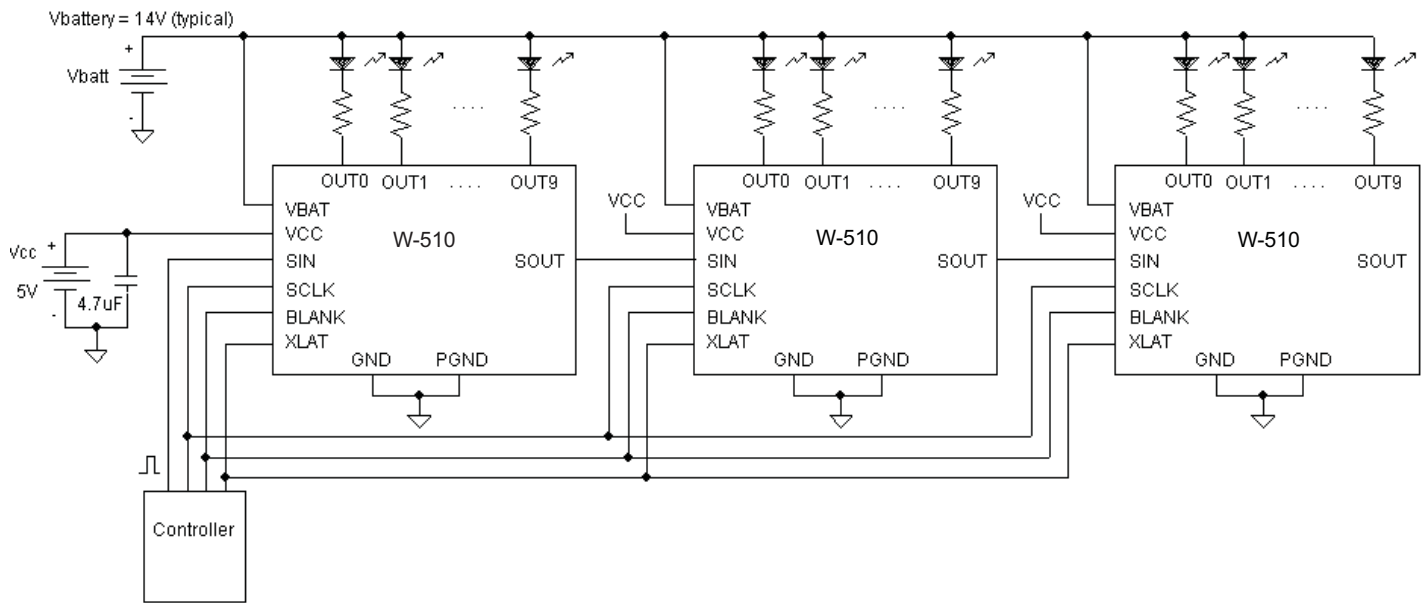 Vbattery = 14V (typical)
+
Vbatt
-
.... .... ....
OUT0 OUT1 .... OUT9
OUT0 OUT1 .... OUT9
OUT0 OUT1 .... OUT9
VCC
VCC
VBAT
VCC
SIN
SCLK
BLANK
XLAT
W-510
SOUT
GND PGND
VBAT
VCC
SIN
SCLK
BLANK
XLAT
W-510
SOUT
GND PGND
VBAT
VCC
SIN
SCLK
BLANK
XLAT
W-510
SOUT
GND PGND
+
Vcc
5V
-
4.7uF
Controller